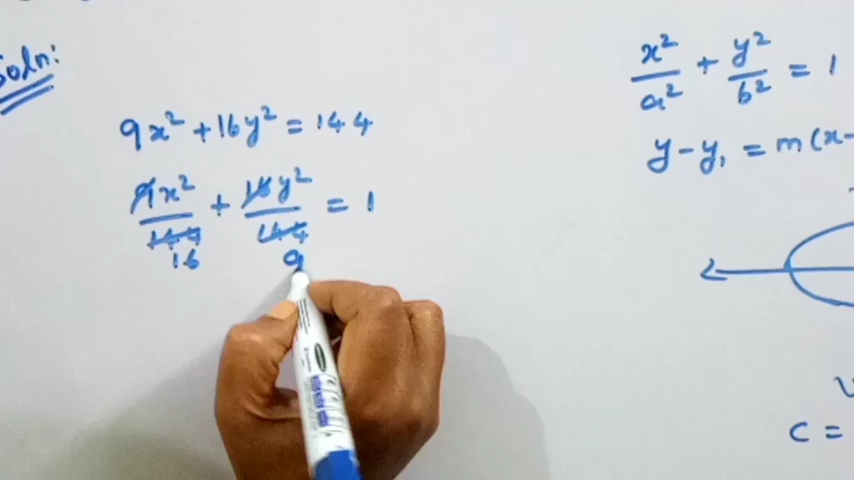 Soln:
9x² + 16y² = 144
9x²/144 + 16y²/144 = 1
16 9
x²/a² + y²/b² = 1
y - y₁ = m(x-
c =